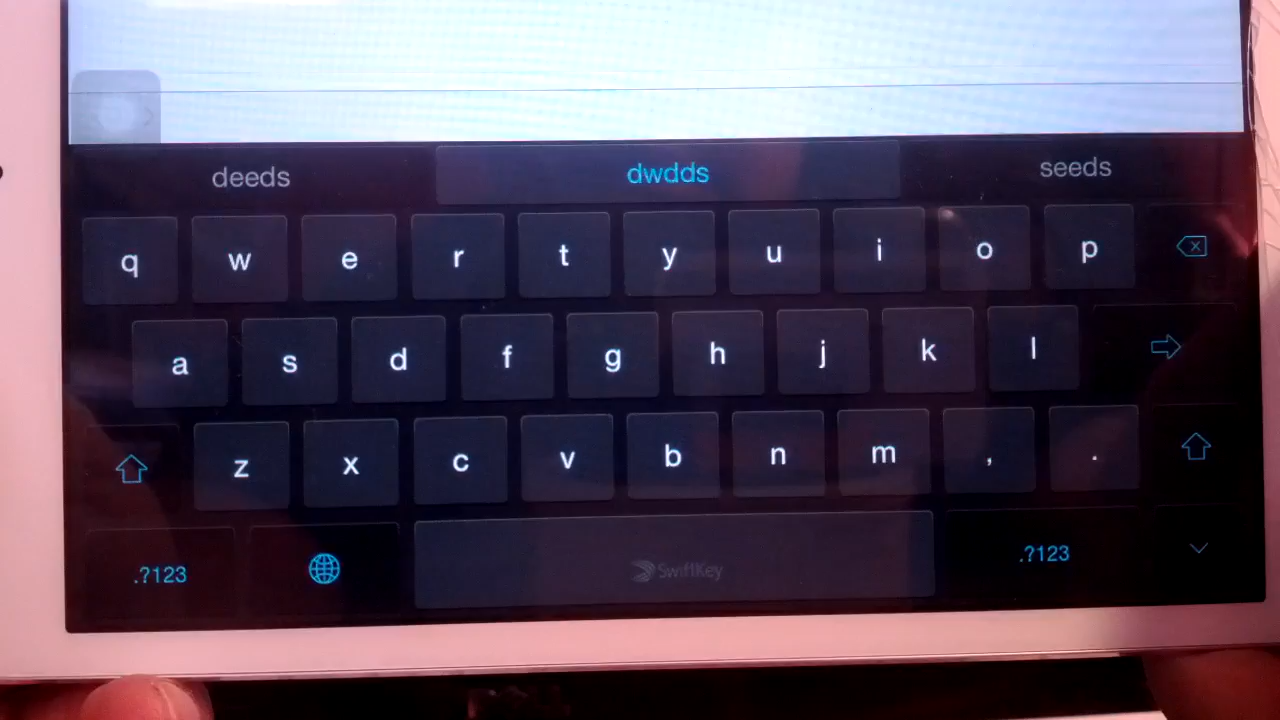 deeds dwdds seeds
q w e r t y u i o p
a s d f g h j k l
z x c v b n m , .
.?123 SwiftKey .?123